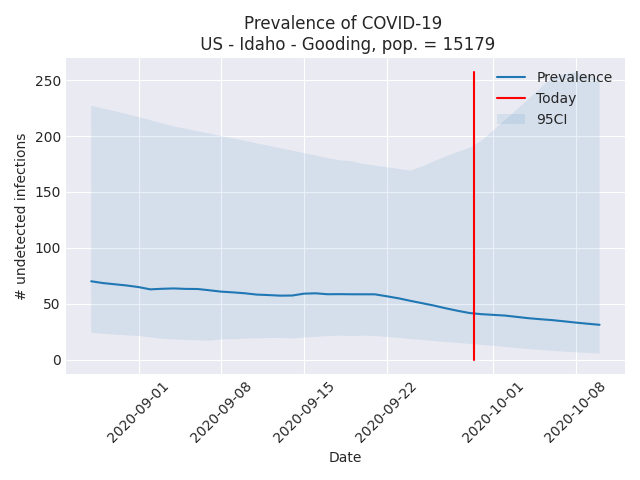 Prevalence of COVID-19
US - Idaho - Gooding, pop. = 15179
Prevalence
Today
95CI
# undetected infections
250
200
150
100
50
0
2020-09-01
2020-09-08
2020-09-15
2020-09-22
2020-10-01
2020-10-08
Date